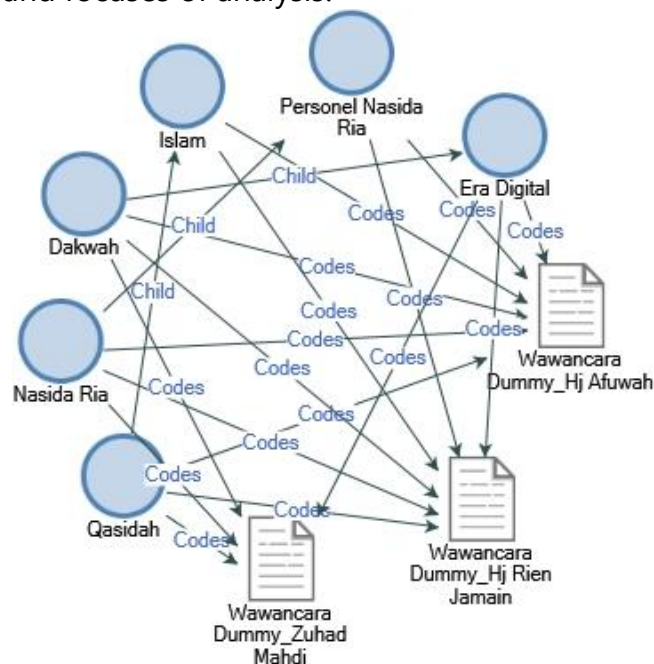 and focuses of analysis.
Personel Nasida
Ria
Islam
Era Digital
Child
Codes
Codes
Codes
Dakwah
Child
Codes
Child
Codes
Codes
Codes
Codes
Wawancara
Dummy_Hj Afuwah
Codes
Codes
Nasida Ria
Codes
Codes
Codes
Codes
Qasidah
Codes
Codes
Wawancara
Dummy_Hj Rien
Jamain
Wawancara
Dummy_Zuhad
Mahdi